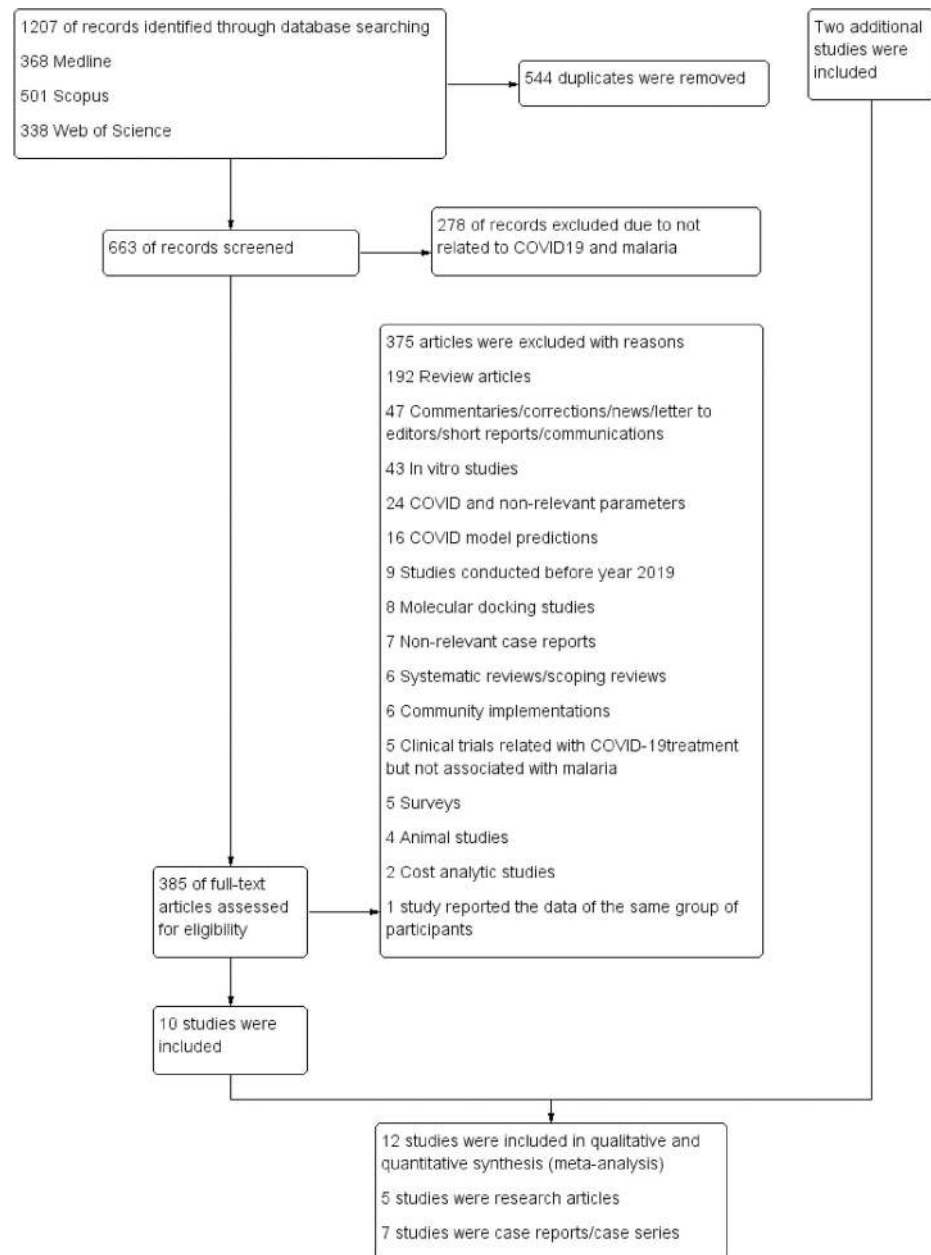 1207 of records identified through database searching
368 Medline
501 Scopus
338 Web of Science
544 duplicates were removed
Two additional
studies were
included
663 of records screened
278 of records excluded due to not
related to COVID19 and malaria
375 articles were excluded with reasons
192 Review articles
47 Commentaries/corrections/news/letter to
editors/short reports/communications
43 In vitro studies
24 COVID and non-relevant parameters
16 COVID model predictions
9 Studies conducted before year 2019
8 Molecular docking studies
7 Non-relevant case reports
6 Systematic reviews/scoping reviews
6 Community implementations
5 Clinical trials related with COVID-19treatment
but not associated with malaria
5 Surveys
4 Animal studies
2 Cost analytic studies
1 study reported the data of the same group of
participants
385 of full-text
articles assessed
for eligibility
10 studies were
included
12 studies were included in qualitative and
quantitative synthesis (meta-analysis)
5 studies were research articles
7 studies were case reports/case series